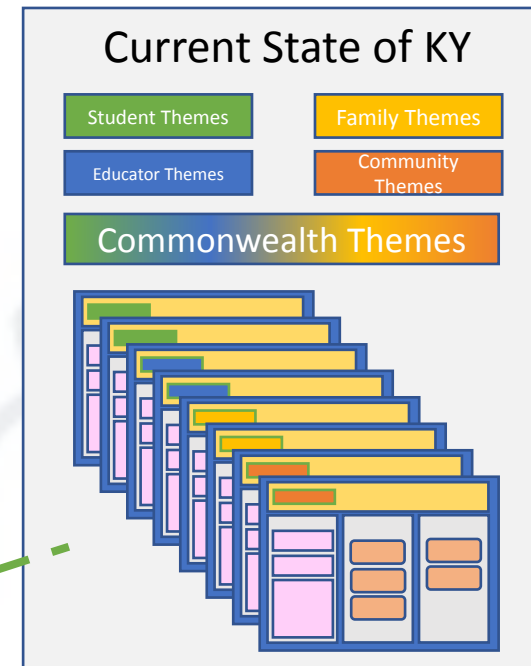 Current State of KY
Student Themes
Family Themes
Educator Themes
Community
Themes
Commonwealth Themes